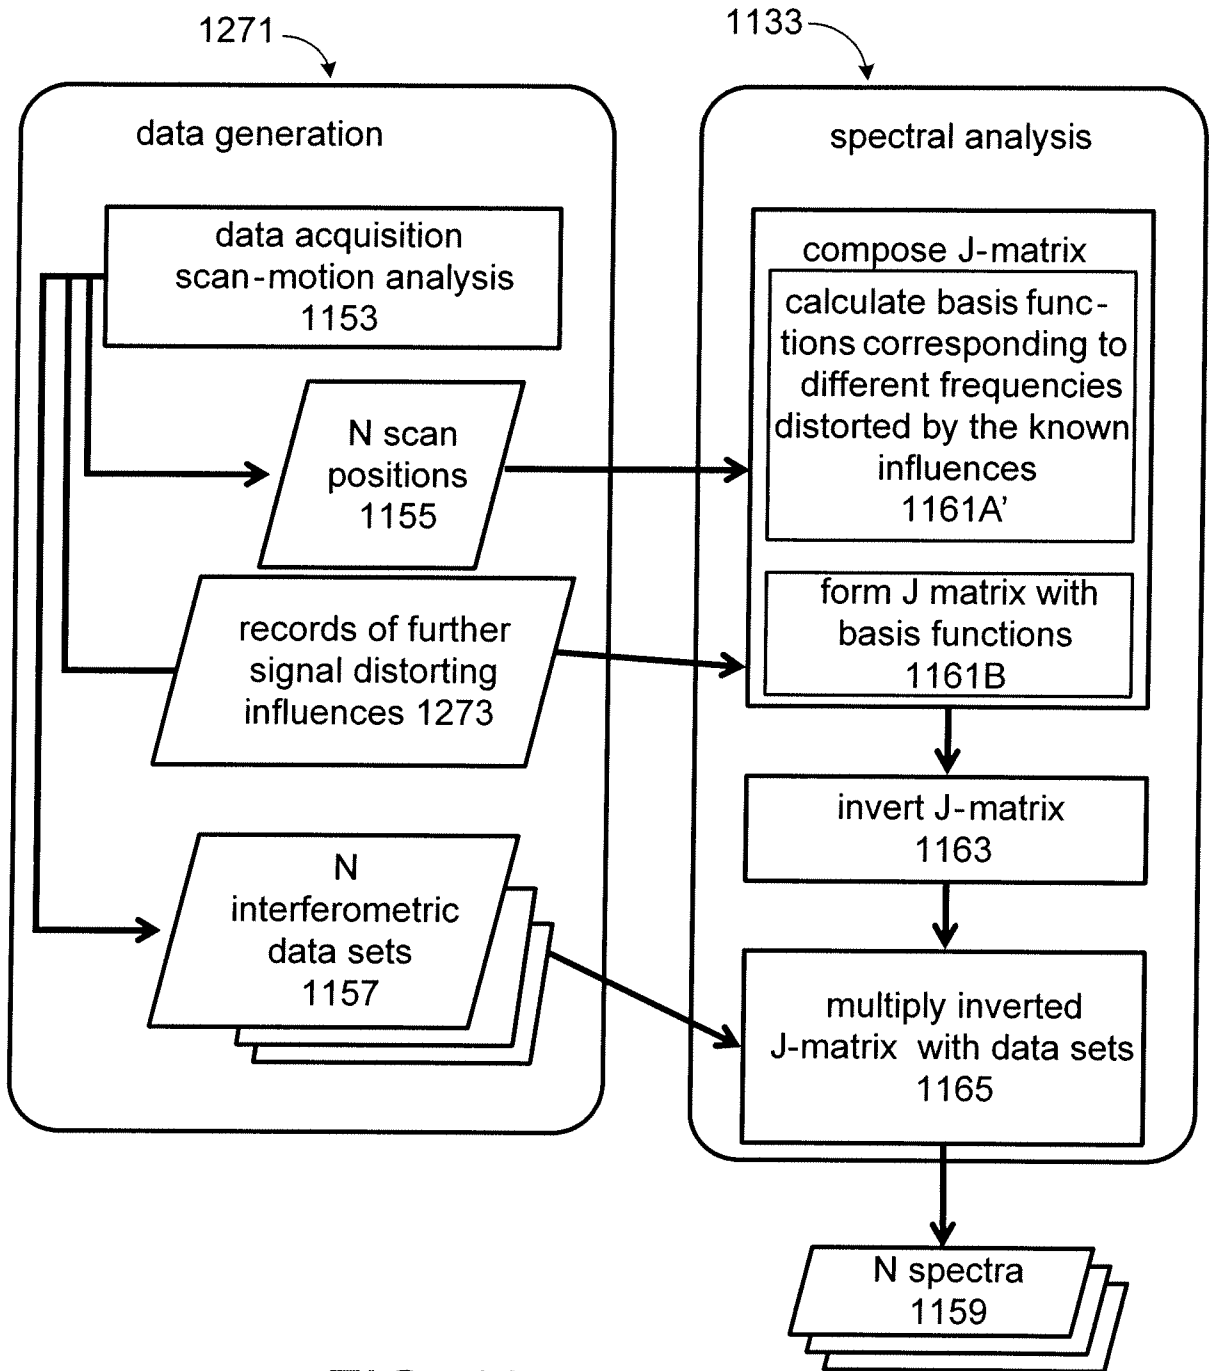 1271
1133
data generation
data acquisition
scan-motion analysis
1153
N scan
positions
1155
records of further
signal distorting
influences 1273
N
interferometric
data sets
1157
spectral analysis
compose J-matrix
calculate basis func-
tions corresponding to
different frequencies
distorted by the known
influences
1161A’
form J matrix with
basis functions
1161B
invert J-matrix
1163
multiply inverted
J-matrix with data sets
1165
N spectra
1159